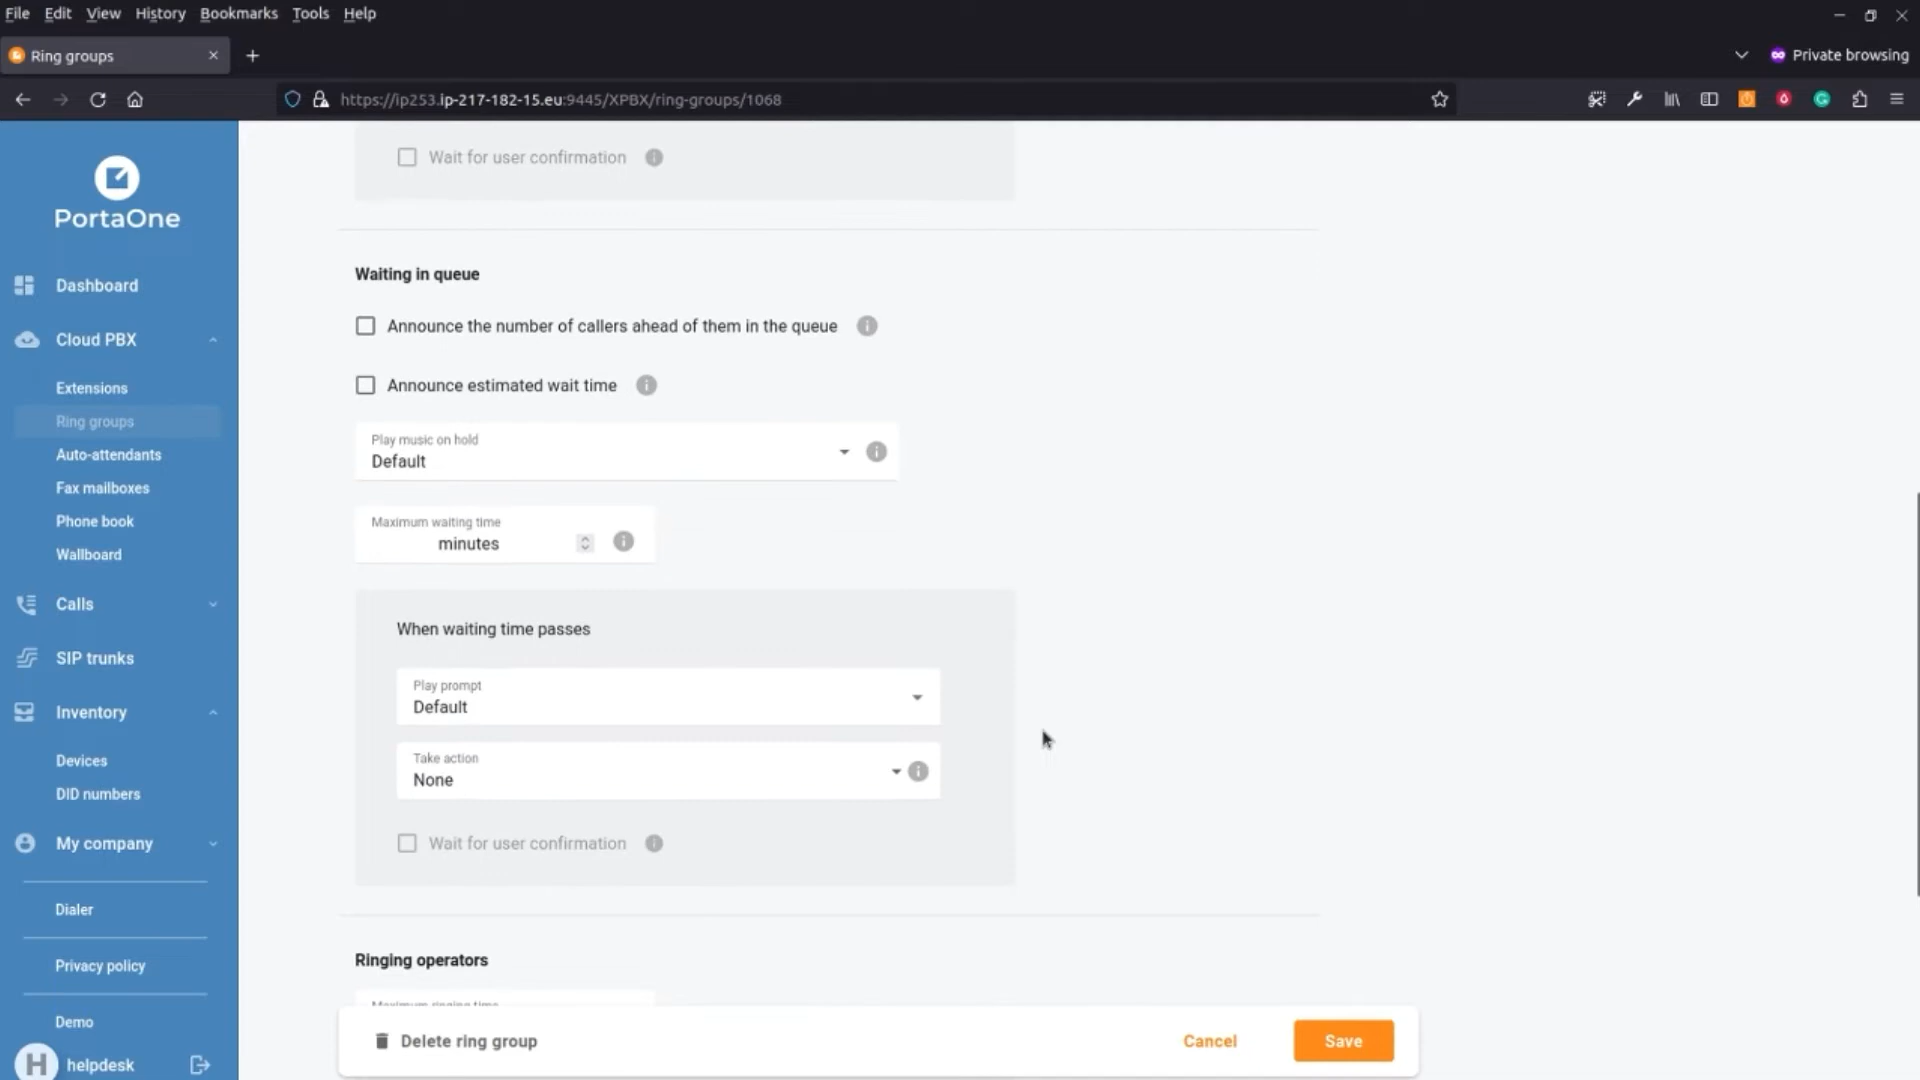 File Edit View History Bookmarks Tools Help
Ring groups
Private browsing
https://ip253.ip-217-182-15.eu:9445/XPBX/ring-groups/1068
PortaOne
Dashboard
Cloud PBX
Extensions
Ring groups
Auto-attendants
Fax mailboxes
Phone book
Wallboard
Calls
SIP trunks
Inventory
Devices
DID numbers
My company
Dialer
Privacy policy
Demo
H helpdesk
Wait for user confirmation
Waiting in queue
Announce the number of callers ahead of them in the queue
Announce estimated wait time
Play music on hold
Default
Maximum waiting time
minutes
When waiting time passes
Play prompt
Default
Take action
None
Wait for user confirmation
Ringing operators
Maximum ringing time
Delete ring group
Cancel
Save